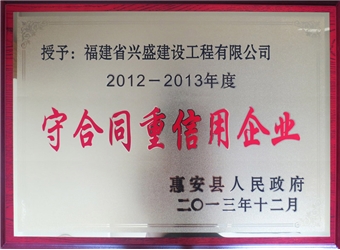 授予：福建省兴盛建设工程有限公司
2012－2013年度
守合同重信用企业
惠安县人民政府
二〇一三年十二月